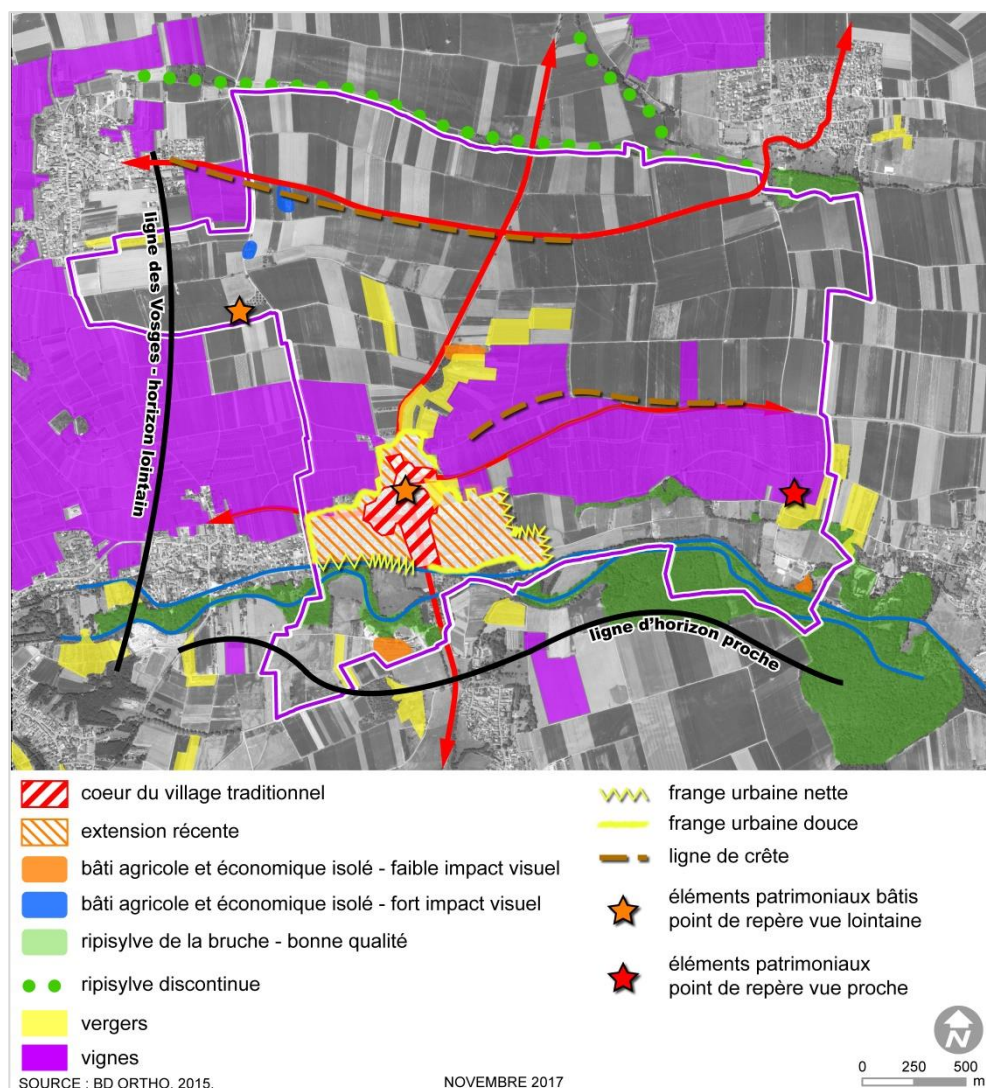 ligne des Vosges - horizon lointain
ligne d'horizon proche
coeur du village traditionnel
extension récente
bâti agricole et économique isolé - faible impact visuel
bâti agricole et économique isolé - fort impact visuel
ripisylve de la bruche - bonne qualité
ripisylve discontinue
vergers
vignes
frange urbaine nette
frange urbaine douce
ligne de crête
éléments patrimoniaux bâtis
point de repère vue lointaine
éléments patrimoniaux
point de repère vue proche
N
0 250 500
m
SOURCE : BD ORTHO, 2015. NOVEMBRE 2017